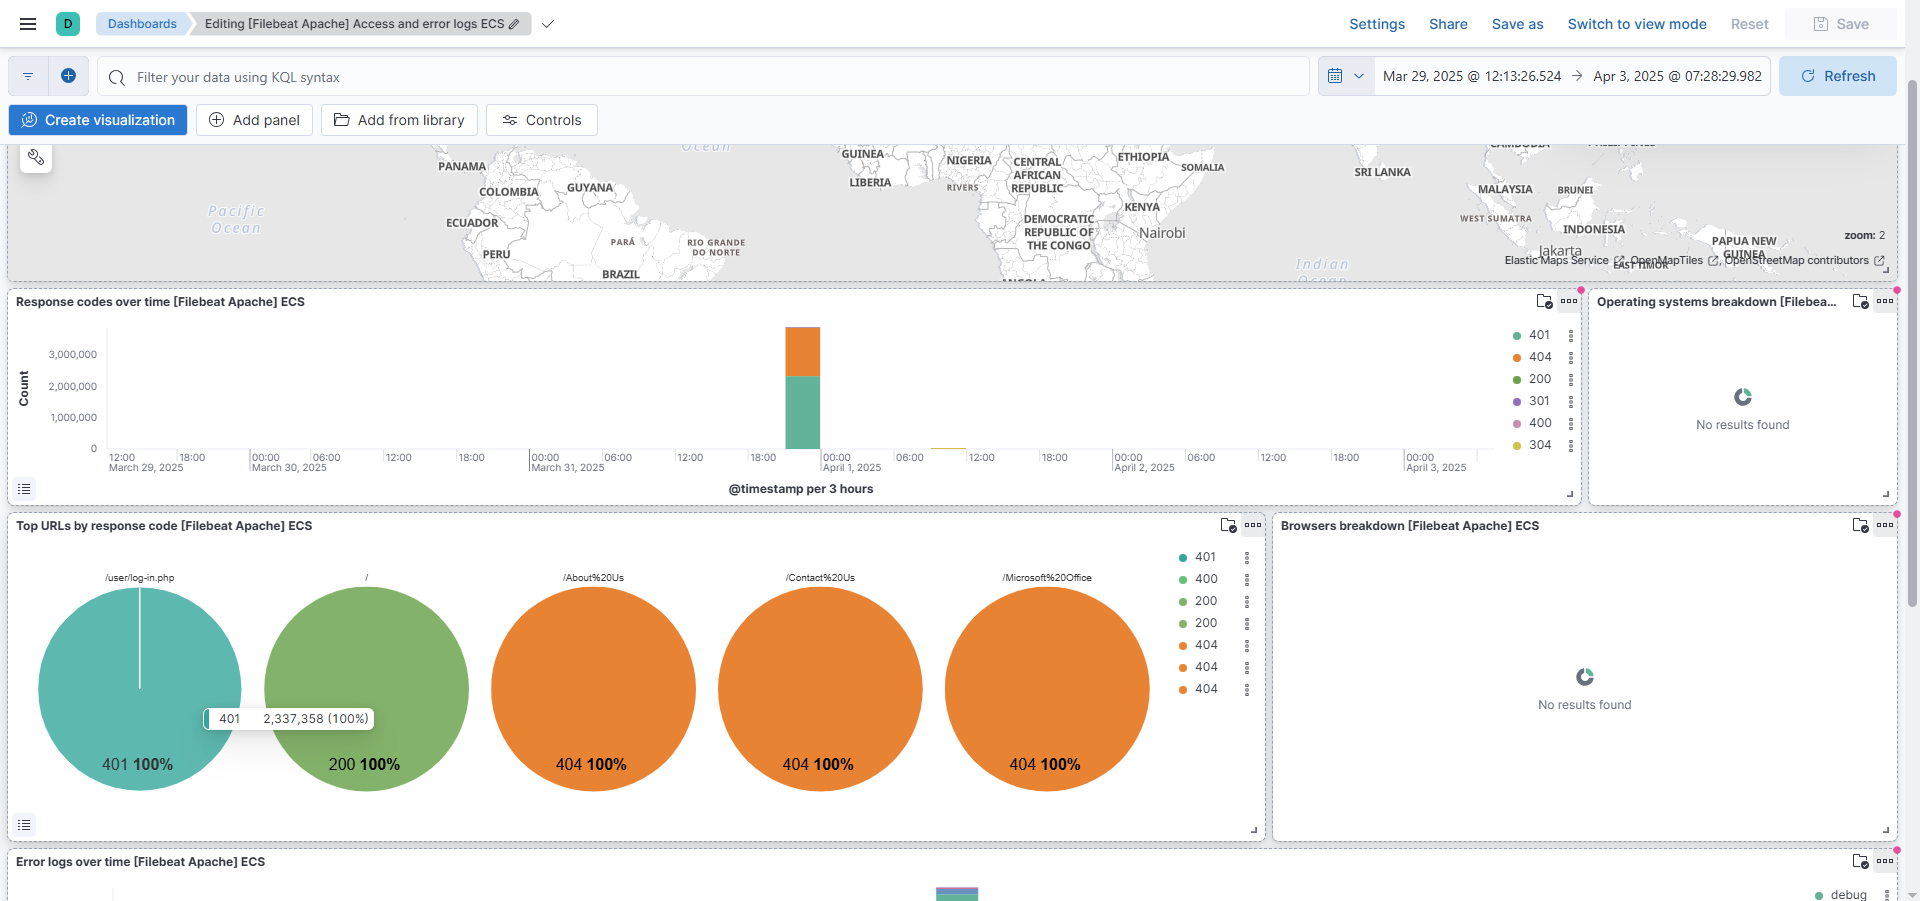 D Dashboards Editing [Filebeat Apache] Access and error logs ECS Settings Share Save as Switch to view mode Reset Save
Filter your data using KQL syntax Mar 29, 2025 @ 12:13:26.524 → Apr 3, 2025 @ 07:28:29.982 Refresh
Create visualization Add panel Add from library Controls
Ocean
PANAMA
COLOMBIA
GUYANA
ECUADOR
PERU
PARÁ
RIO GRANDE
DO NORTE
BRAZIL
Pacific
Ocean
GUINEA
LIBERIA
NIGERIA
RIVERS
CENTRAL
AFRICAN
REPUBLIC
ETHIOPIA
SOMALIA
KENYA
Nairobi
DEMOCRATIC
REPUBLIC OF
THE CONGO
ANGOLA
Indian
Ocean
SRI LANKA
CAMBODIA
PHILIPPINES
MALAYSIA
BRUNEI
WEST SUMATRA
INDONESIA
Jakarta
EAST TIMOR
PAPUA NEW
GUINEA
zoom: 2
Elastic Maps Service , OpenMapTiles , OpenStreetMap contributors
Response codes over time [Filebeat Apache] ECS
Count
3,000,000
2,000,000
1,000,000
0
12:00 18:00 00:00 06:00 12:00 18:00 00:00 06:00 12:00 18:00 00:00 06:00 12:00 18:00 00:00 06:00 12:00 18:00 00:00
March 29, 2025 March 30, 2025 March 31, 2025 April 1, 2025 April 2, 2025 April 3, 2025
@timestamp per 3 hours
401
404
200
301
400
304
Operating systems breakdown [Filebea...
No results found
Top URLs by response code [Filebeat Apache] ECS
/user/log-in.php / /About%20Us /Contact%20Us /Microsoft%20Office
401 2,337,358 (100%)
401 100% 200 100% 404 100% 404 100% 404 100%
401
400
200
200
404
404
404
Browsers breakdown [Filebeat Apache] ECS
No results found
Error logs over time [Filebeat Apache] ECS
debug